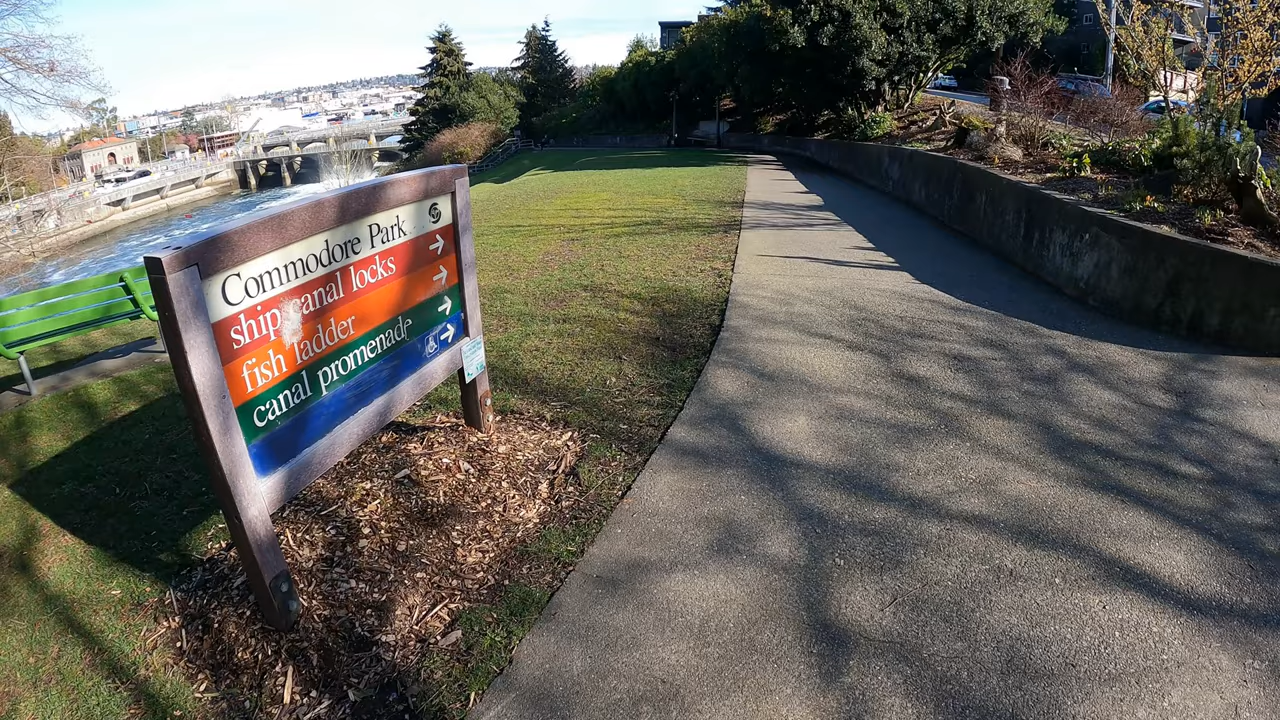 Commodore Park
ship canal locks
fish ladder
canal promenade